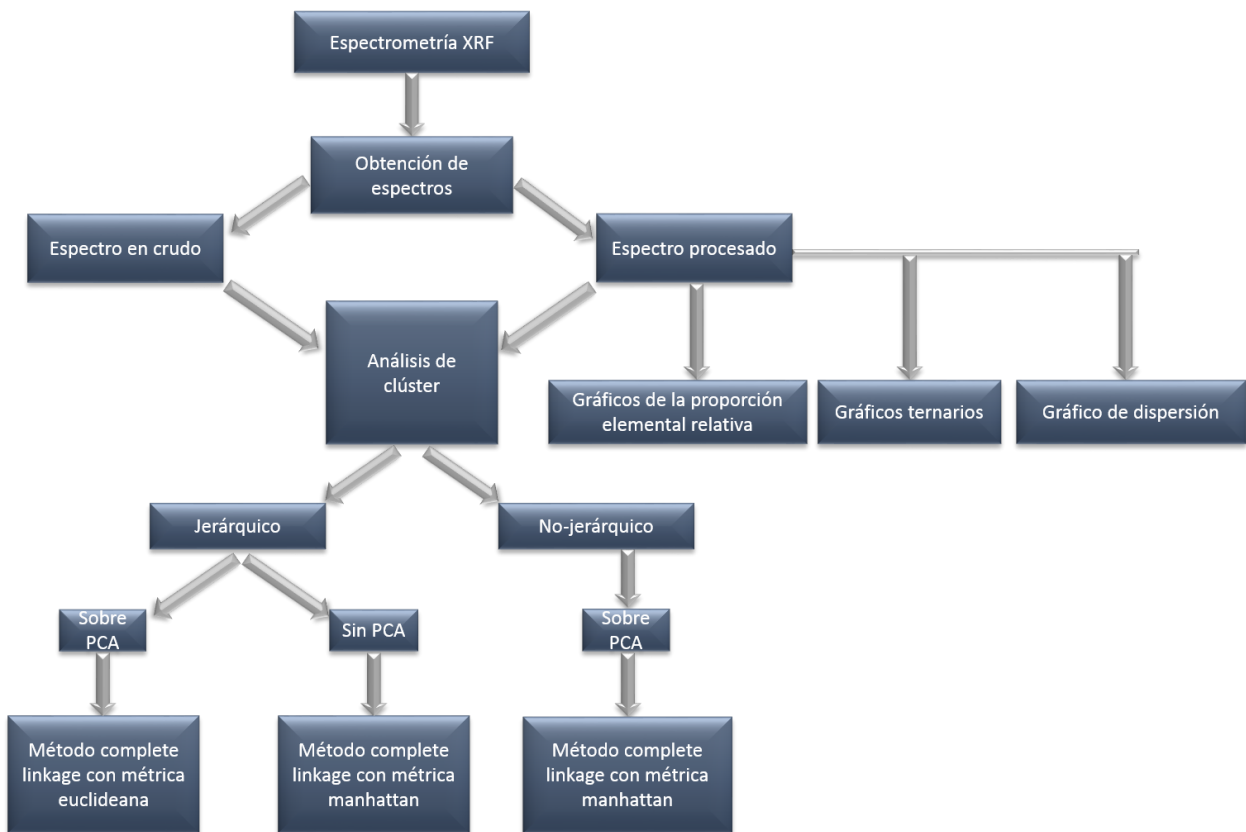 Espectrometría XRF
Obtención de
espectros
Espectro en crudo
Espectro procesado
Análisis de
clúster
Gráficos de la proporción
elemental relativa
Gráficos ternarios
Gráfico de dispersión
Jerárquico
No-jerárquico
Sobre
PCA
Sin PCA
Sobre
PCA
Método complete
linkage con métrica
euclideana
Método complete
linkage con métrica
manhattan
Método complete
linkage con métrica
manhattan